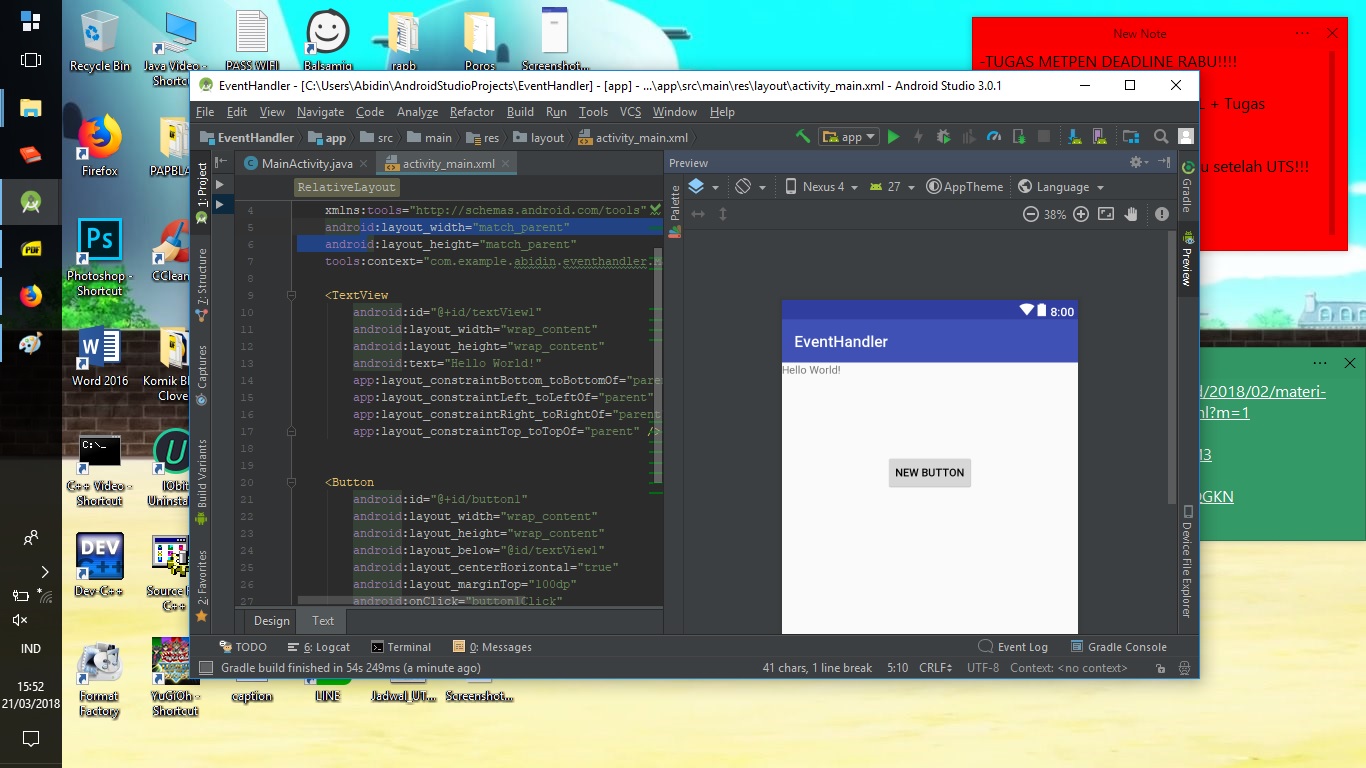 Recycle Bin
Java Video - Shortcut
PASS WIFI
Balsamiq
rapb
Poros
Screenshot...
New Note
-TUGAS METPEN DEADLINE RABU!!!!
+ Tugas
setelah UTS!!!
EventHandler - [C:\Users\Abidin\AndroidStudioProjects\EventHandler] - [app] - ...\app\src\main\res\layout\activity_main.xml - Android Studio 3.0.1
File Edit View Navigate Code Analyze Refactor Build Run Tools VCS Window Help
EventHandler app src main res layout activity_main.xml
app
MainActivity.java
activity_main.xml
Preview
RelativeLayout
Nexus 4
27
AppTheme
Language
38%
1: Project
7: Structure
Captures
Build Variants
2: Favorites
4 xmlns:tools="http://schemas.android.com/tools"
5 android:layout_width="match_parent"
6 android:layout_height="match_parent"
7 tools:context="com.example.abidin.eventhandler.
8
9 <TextView
10 android:id="@+id/textView1"
11 android:layout_width="wrap_content"
12 android:layout_height="wrap_content"
13 android:text="Hello World!"
14 app:layout_constraintBottom_toBottomOf="pare
15 app:layout_constraintLeft_toLeftOf="parent"
16 app:layout_constraintRight_toRightOf="parent
17 app:layout_constraintTop_toTopOf="parent" />
18
19
20 <Button
21 android:id="@+id/button1"
22 android:layout_width="wrap_content"
23 android:layout_height="wrap_content"
24 android:layout_below="@id/textView1"
25 android:layout_centerHorizontal="true"
26 android:layout_marginTop="100dp"
27 android:onClick="button1Click"
Design
Text
Palette
8:00
EventHandler
Hello World!
NEW BUTTON
Gradle
Preview
Device File Explorer
TODO
6: Logcat
Terminal
0: Messages
Event Log
Gradle Console
Gradle build finished in 54s 249ms (a minute ago)
41 chars, 1 line break
5:10
CRLF
UTF-8
Context: <no context>
/2018/02/materi-
ml?m=1
M3
OGKN
Firefox
PAPBLA
Ps
Photoshop - Shortcut
CClean
Word 2016
Komik Bl
Clove
C:\_
C++ Video - Shortcut
IObit
Uninstal
DEV
C++
Dev-C++
Source
C++
Format Factory
YuGiOh - Shortcut
caption
LINE
Jadwal_UT...
Screenshot...
PDF
IND
15:52
21/03/2018